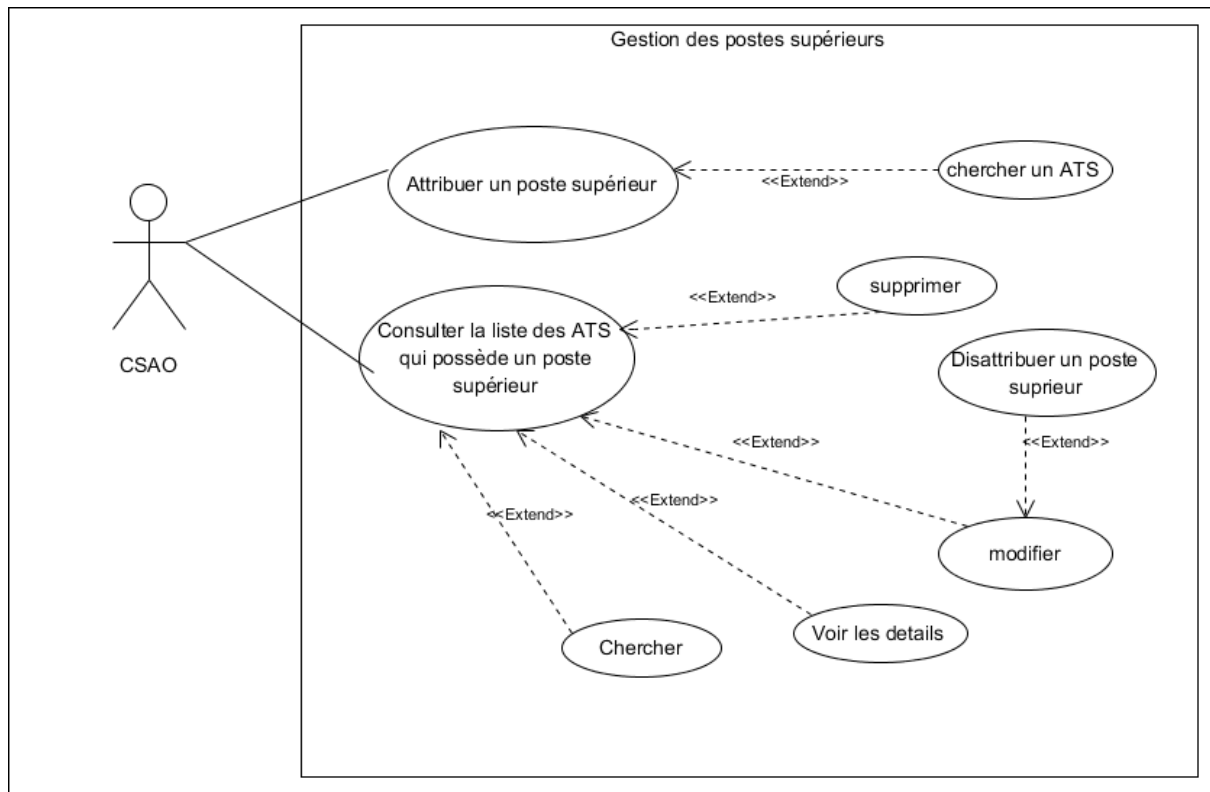 Gestion des postes supérieurs
Attribuer un poste supérieur
<<Extend>>
chercher un ATS
CSAO
Consulter la liste des ATS
qui possède un poste
supérieur
<<Extend>>
supprimer
Disattribuer un poste
suprieur
<<Extend>>
<<Extend>>
<<Extend>>
<<Extend>>
modifier
Voir les details
Chercher